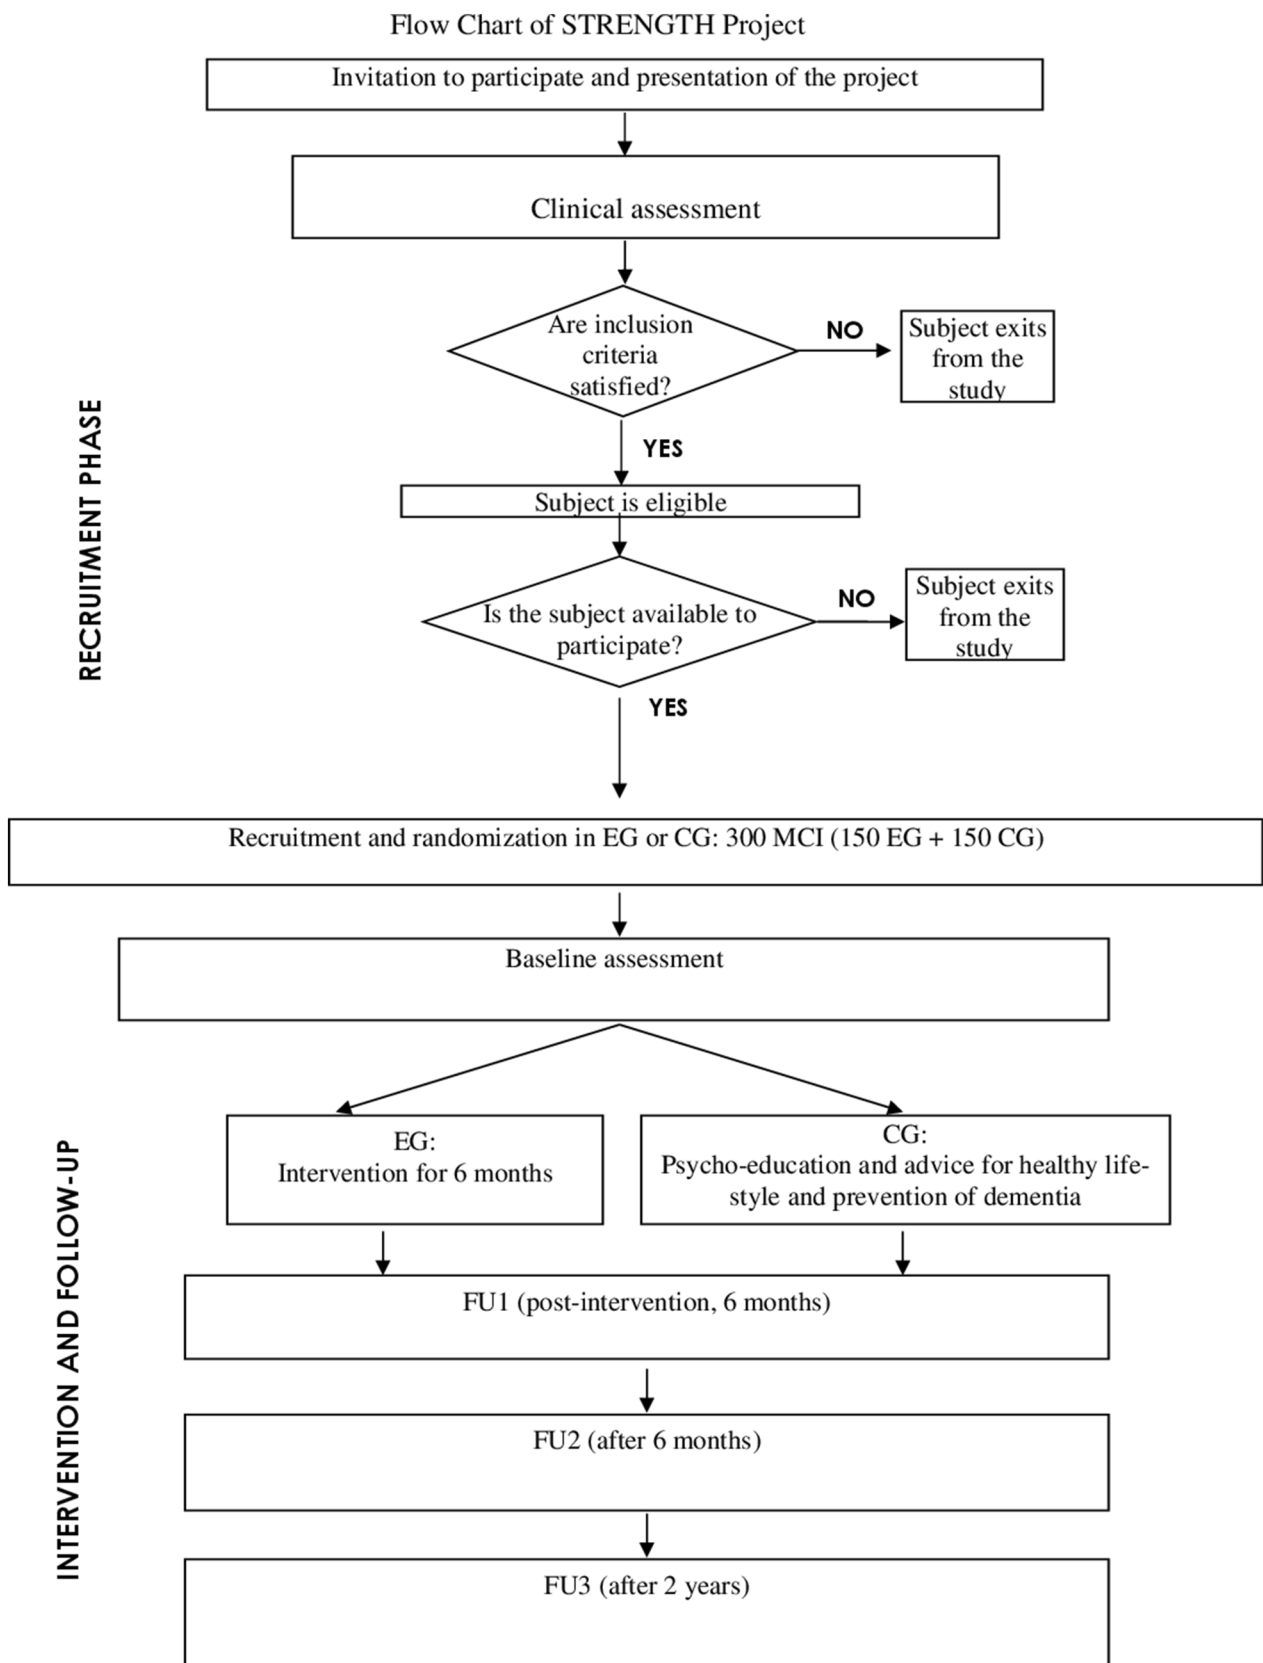 Flow Chart of STRENGTH Project
Invitation to participate and presentation of the project
Clinical assessment
Are inclusion
criteria
satisfied?
NO
Subject exits
from the
study
YES
Subject is eligible
RECRUITMENT PHASE
Is the subject available to
participate?
NO
Subject exits
from the
study
YES
Recruitment and randomization in EG or CG: 300 MCI (150 EG + 150 CG)
Baseline assessment
EG:
Intervention for 6 months
CG:
Psycho-education and advice for healthy life-
style and prevention of dementia
INTERVENTION AND FOLLOW-UP
FU1 (post-intervention, 6 months)
FU2 (after 6 months)
FU3 (after 2 years)